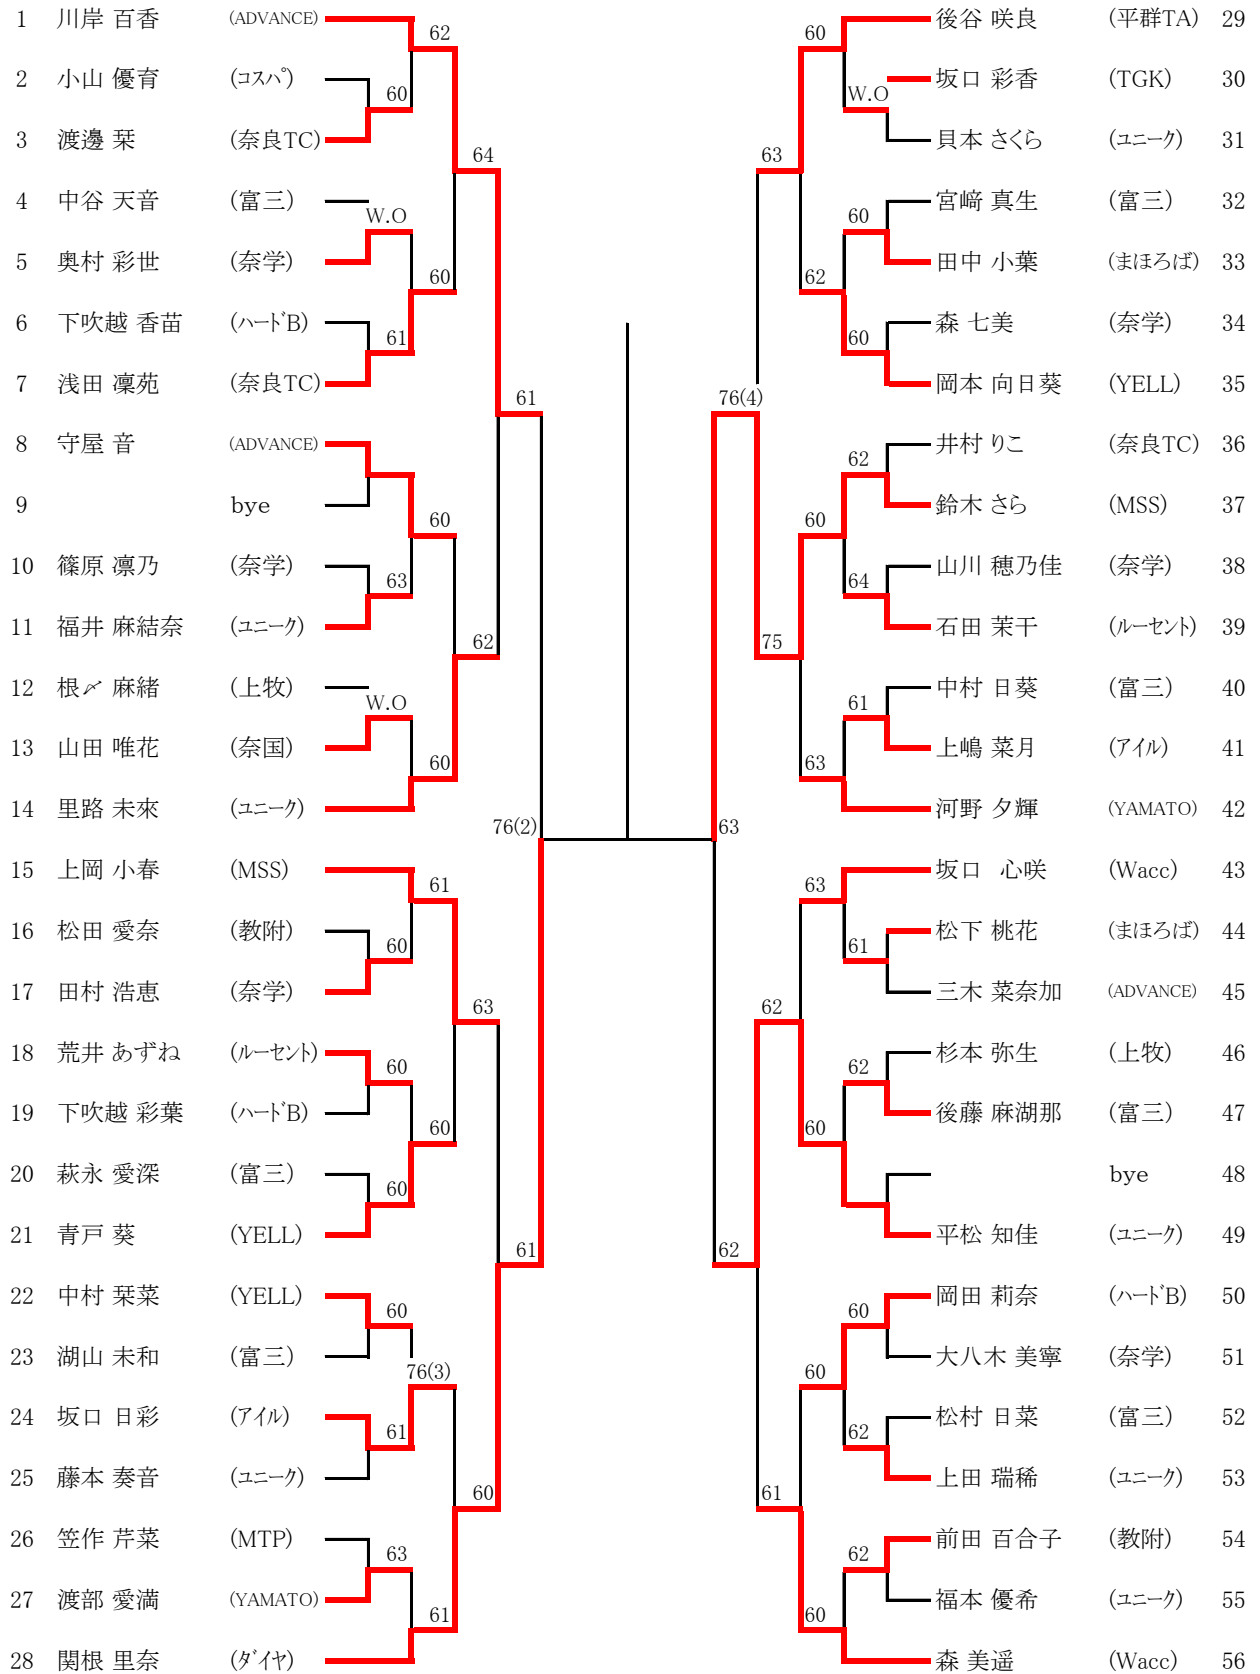 1 川岸 百香 (ADVANCE)
62
2 小山 優育 (コスパ)
60
3 渡邊 栞 (奈良TC)
64
4 中谷 天音 (富三)
W.O
5 奥村 彩世 (奈学)
60
6 下吹越 香苗 (ハードB)
61
7 浅田 凜苑 (奈良TC)
61
8 守屋 音 (ADVANCE)
9 bye
60
10 篠原 凛乃 (奈学)
63
11 福井 麻結奈 (ユニーク)
62
12 根〆 麻緒 (上牧)
W.O
13 山田 唯花 (奈国)
60
14 里路 未來 (ユニーク)
76(2)
15 上岡 小春 (MSS)
61
16 松田 愛奈 (教附)
60
17 田村 浩恵 (奈学)
63
18 荒井 あずね (ルーセント)
60
19 下吹越 彩葉 (ハードB)
60
20 萩永 愛深 (富三)
60
21 青戸 葵 (YELL)
61
22 中村 栞菜 (YELL)
60
23 湖山 未和 (富三)
76(3)
24 坂口 日彩 (アイル)
61
25 藤本 奏音 (ユニーク)
60
26 笠作 芹菜 (MTP)
63
27 渡部 愛満 (YAMATO)
61
28 関根 里奈 (ダイヤ)
後谷 咲良 (平群TA) 29
60
坂口 彩香 (TGK) 30
W.O
貝本 さくら (ユニーク) 31
63
宮﨑 真生 (富三) 32
60
田中 小葉 (まほろば) 33
62
森 七美 (奈学) 34
60
岡本 向日葵 (YELL) 35
76(4)
井村 りこ (奈良TC) 36
62
鈴木 さら (MSS) 37
60
山川 穂乃佳 (奈学) 38
64
石田 茉干 (ルーセント) 39
75
中村 日葵 (富三) 40
61
上嶋 菜月 (アイル) 41
63
河野 夕輝 (YAMATO) 42
63
坂口 心咲 (Wacc) 43
63
松下 桃花 (まほろば) 44
61
三木 菜奈加 (ADVANCE) 45
62
杉本 弥生 (上牧) 46
62
後藤 麻湖那 (富三) 47
60
bye 48
平松 知佳 (ユニーク) 49
62
岡田 莉奈 (ハードB) 50
60
大八木 美寧 (奈学) 51
60
松村 日菜 (富三) 52
62
上田 瑞稀 (ユニーク) 53
61
前田 百合子 (教附) 54
62
福本 優希 (ユニーク) 55
60
森 美遥 (Wacc) 56